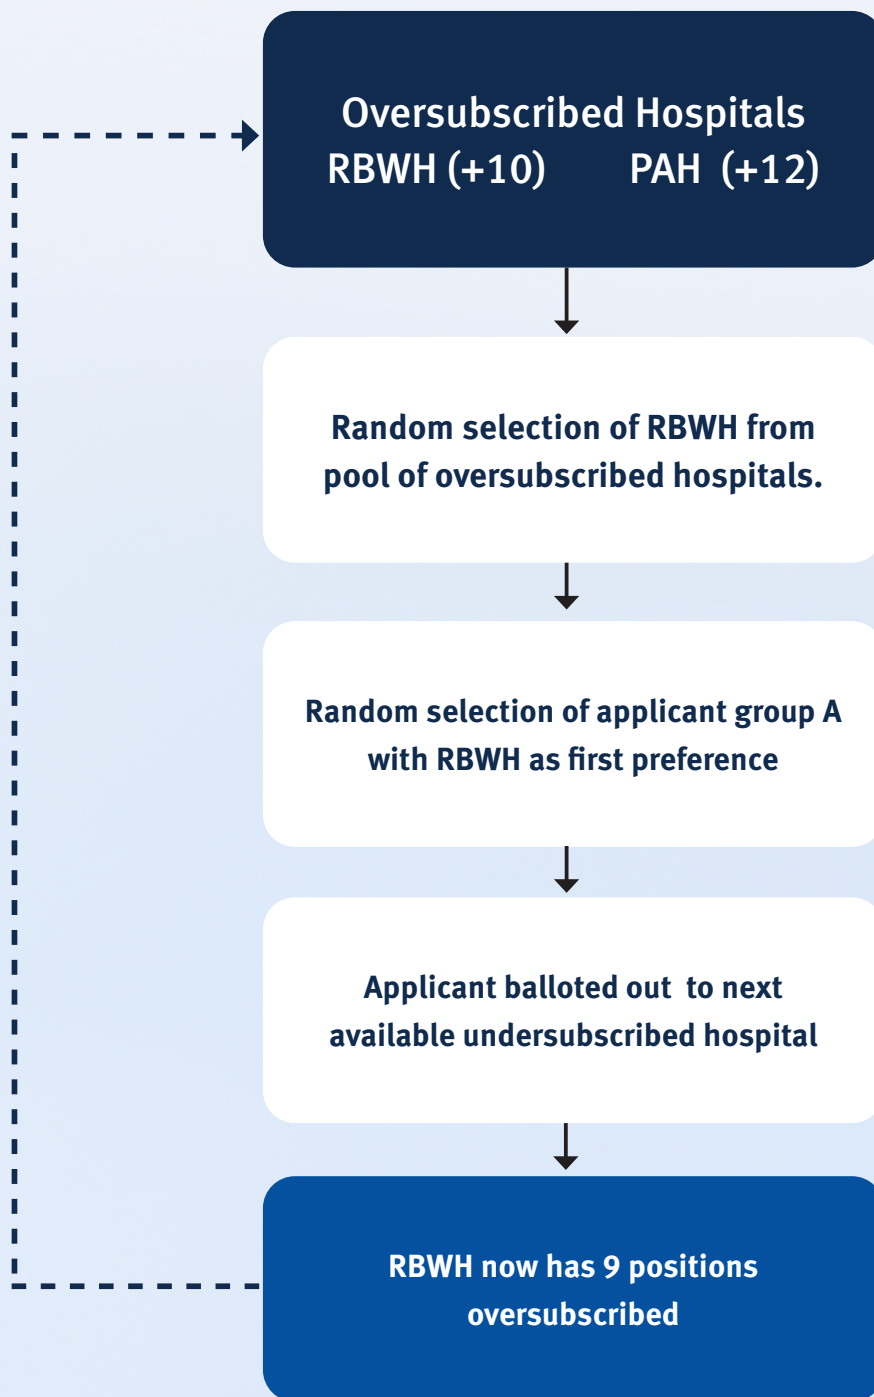 Oversubscribed Hospitals
RBWH (+10) PAH (+12)
Random selection of RBWH from
pool of oversubscribed hospitals.
Random selection of applicant group A
with RBWH as first preference
Applicant balloted out to next
available undersubscribed hospital
RBWH now has 9 positions
oversubscribed